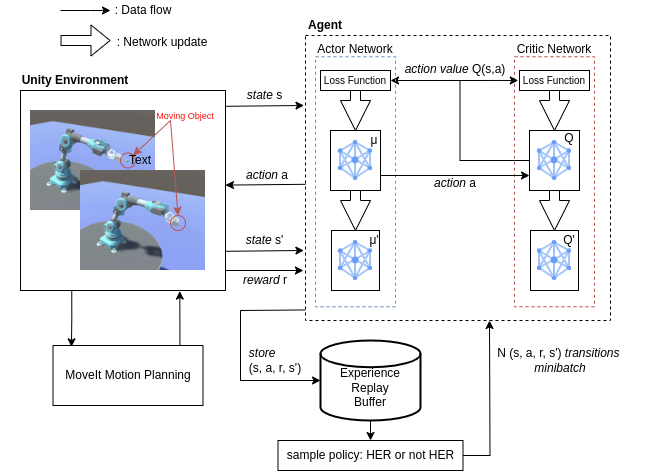 : Data flow
: Network update
Agent
Actor Network
Critic Network
Unity Environment
Loss Function
action value Q(s,a)
Loss Function
state s
Moving Object
Text
μ
Q
action a
action a
state s'
μ'
Q'
reward r
store
(s, a, r, s')
MoveIt Motion Planning
Experience
Replay
Buffer
N (s, a, r, s') transitions
minibatch
sample policy: HER or not HER